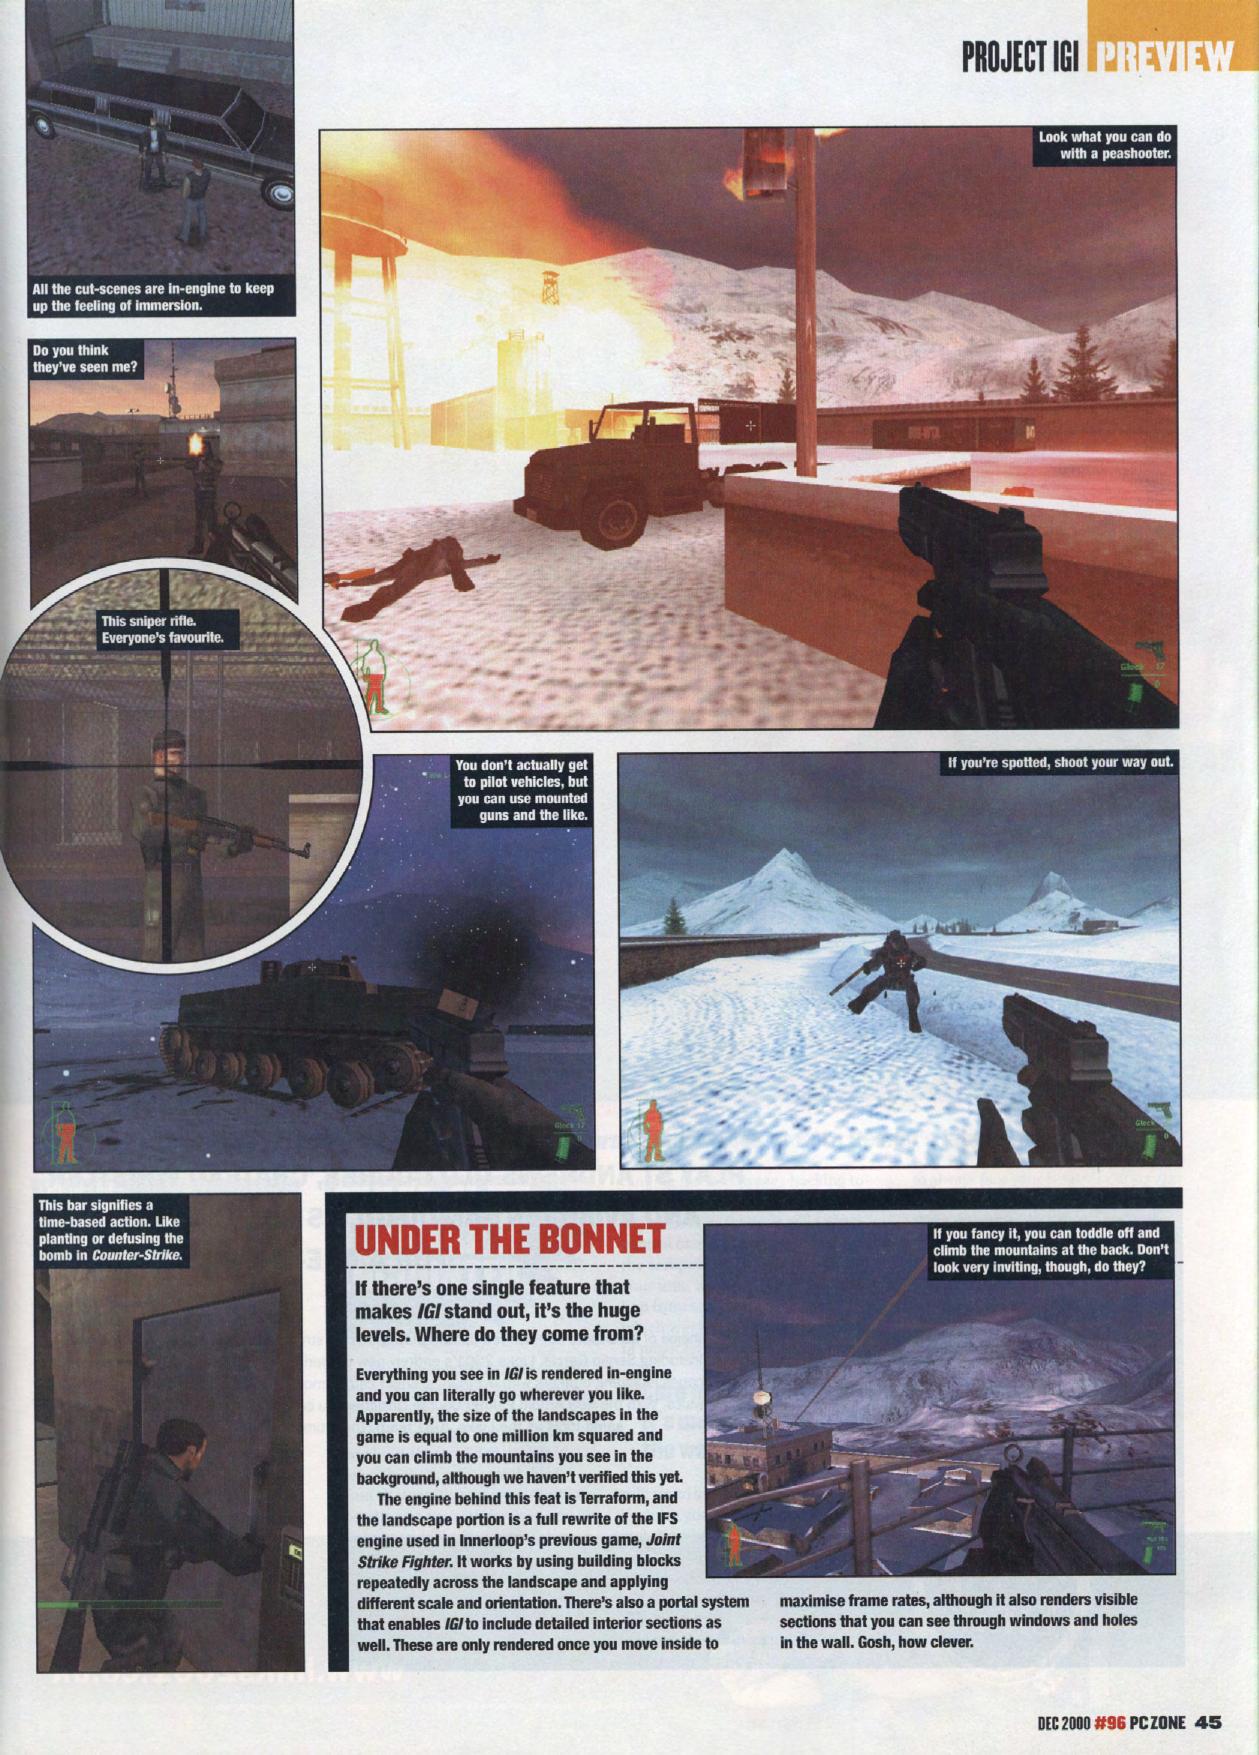 PROJECT IGI PREVIEW
Look what you can do
with a peashooter.
All the cut-scenes are in-engine to keep
up the feeling of immersion.
Do you think
they've seen me?
This sniper rifle.
Everyone's favourite.
Glock 17
0
You don't actually get
to pilot vehicles, but
you can use mounted
guns and the like.
Glock 17
0
If you're spotted, shoot your way out.
Glock
0
This bar signifies a
time-based action. Like
planting or defusing the
bomb in Counter-Strike.
UNDER THE BONNET
If there's one single feature that
makes IGI stand out, it's the huge
levels. Where do they come from?
Everything you see in IGI is rendered in-engine
and you can literally go wherever you like.
Apparently, the size of the landscapes in the
game is equal to one million km squared and
you can climb the mountains you see in the
background, although we haven't verified this yet.
The engine behind this feat is Terraform, and
the landscape portion is a full rewrite of the IFS
engine used in Innerloop's previous game, Joint
Strike Fighter. It works by using building blocks
repeatedly across the landscape and applying
different scale and orientation. There's also a portal system
that enables IGI to include detailed interior sections as
well. These are only rendered once you move inside to
maximise frame rates, although it also renders visible
sections that you can see through windows and holes
in the wall. Gosh, how clever.
If you fancy it, you can toddle off and
climb the mountains at the back. Don't
look very inviting, though, do they?
DEC 2000 #96 PC ZONE 45